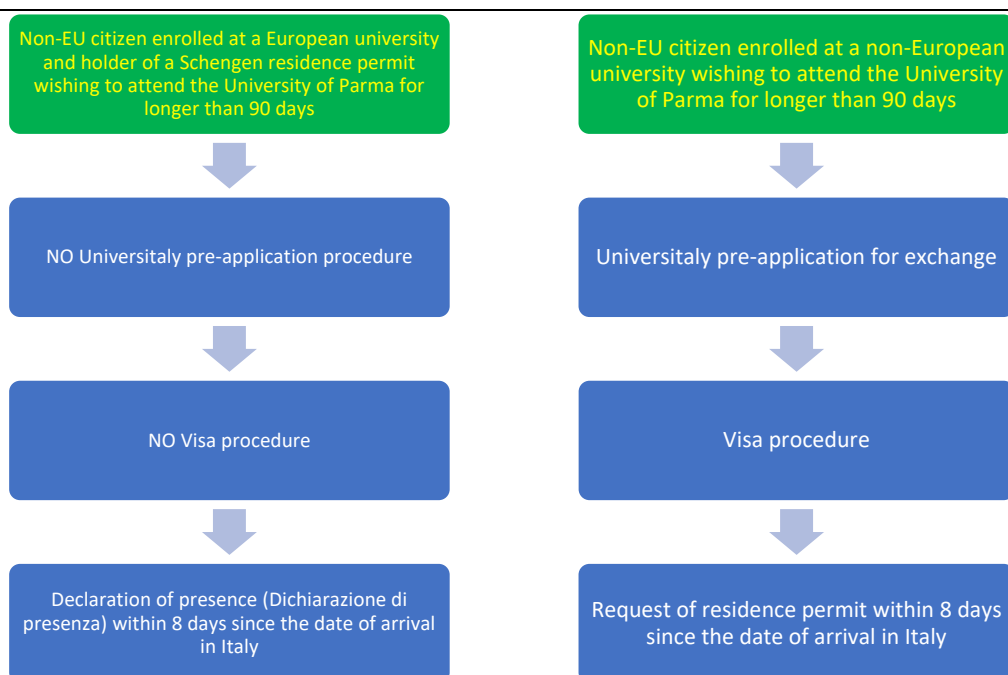 Non-EU citizen enrolled at a European university
and holder of a Schengen residence permit
wishing to attend the University of Parma for
longer than 90 days
NO Universitaly pre-application procedure
NO Visa procedure
Declaration of presence (Dichiarazione di
presenza) within 8 days since the date of arrival
in Italy
Non-EU citizen enrolled at a non-European
university wishing to attend the University
of Parma for longer than 90 days
Universitaly pre-application for exchange
Visa procedure
Request of residence permit within 8 days
since the date of arrival in Italy